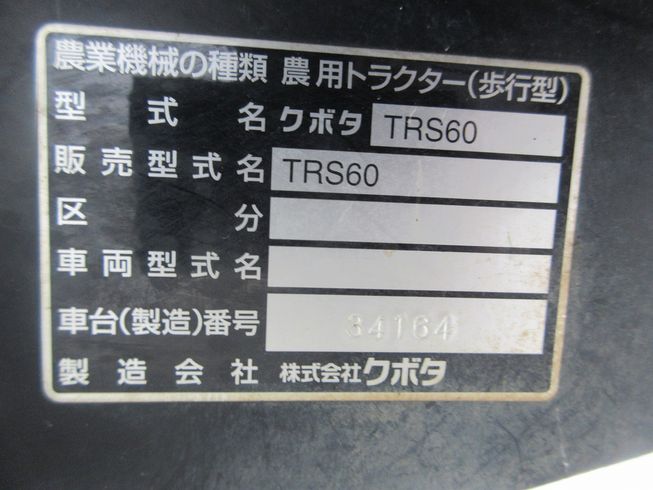 農業機械の種類 農用トラクター(歩行型)
型式名 クボタ TRS60
販売型式名 TRS60
区分
車両型式名
車台(製造)番号 34164
製造会社 株式会社クボタ